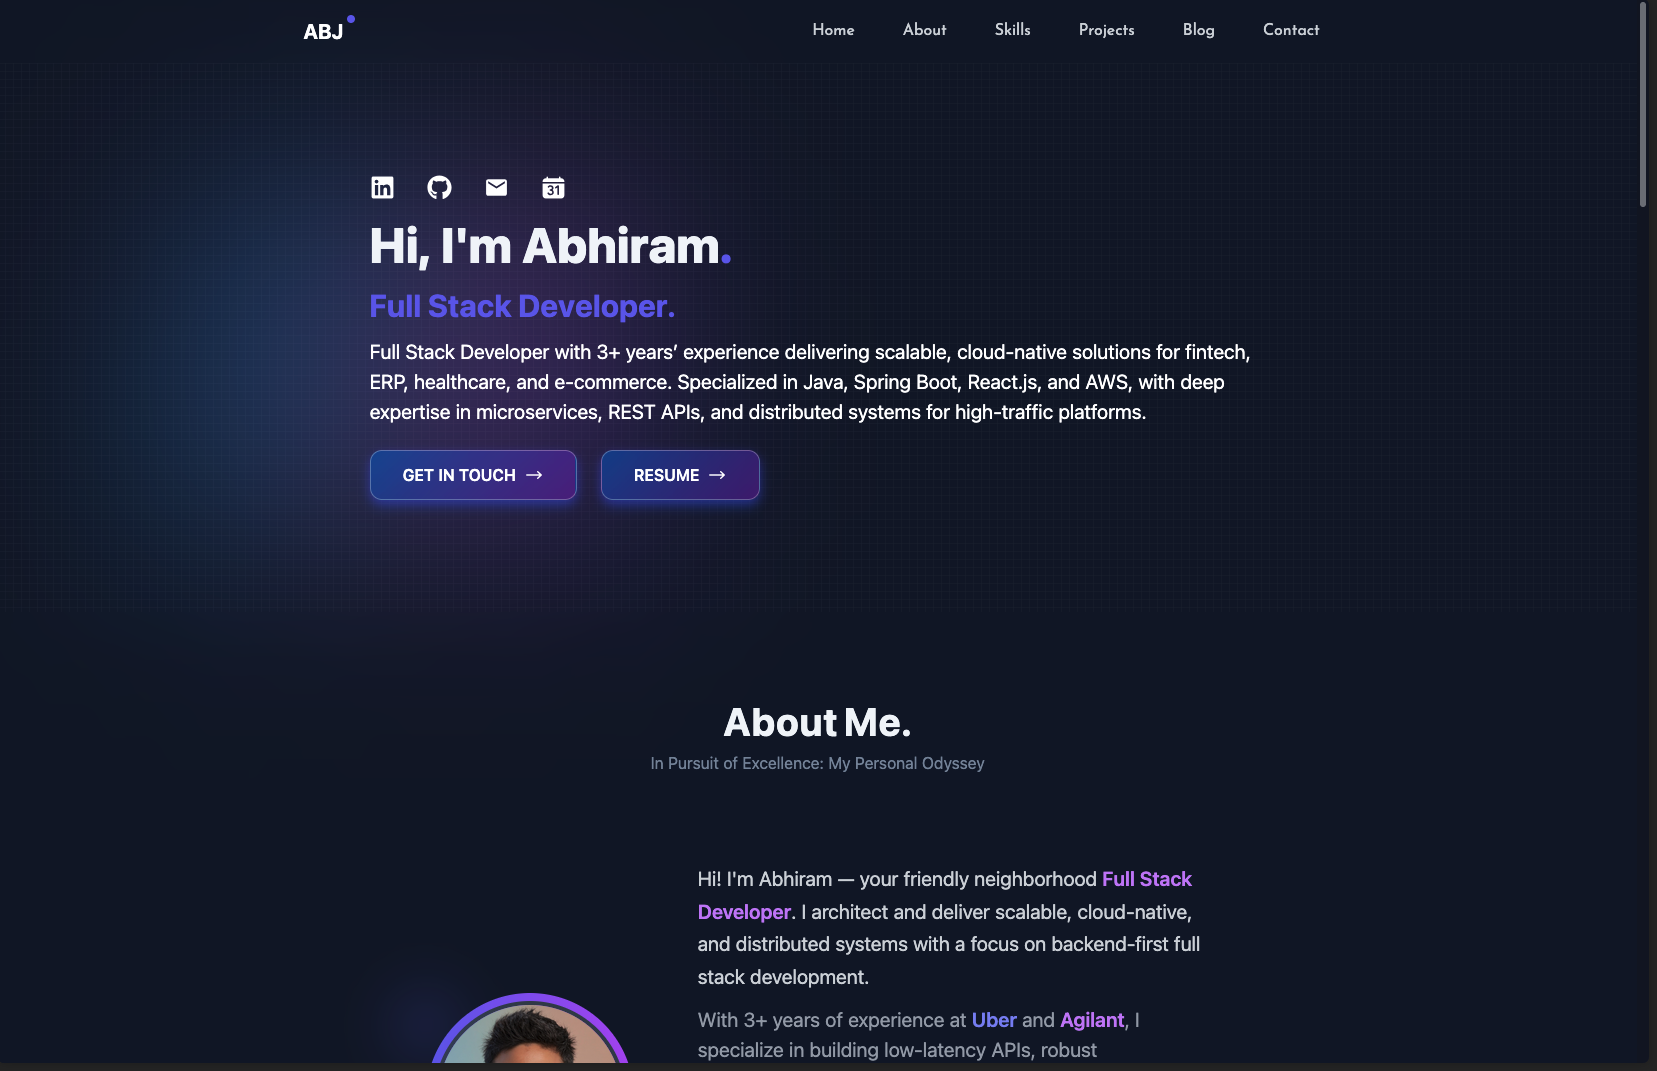 ABJ
Home About Skills Projects Blog Contact
31
Hi, I'm Abhiram.
Full Stack Developer.
Full Stack Developer with 3+ years’ experience delivering scalable, cloud-native solutions for fintech,
ERP, healthcare, and e-commerce. Specialized in Java, Spring Boot, React.js, and AWS, with deep
expertise in microservices, REST APIs, and distributed systems for high-traffic platforms.
GET IN TOUCH → RESUME →
About Me.
In Pursuit of Excellence: My Personal Odyssey
Hi! I'm Abhiram — your friendly neighborhood Full Stack
Developer. I architect and deliver scalable, cloud-native,
and distributed systems with a focus on backend-first full
stack development.
With 3+ years of experience at Uber and Agilant, I
specialize in building low-latency APIs, robust